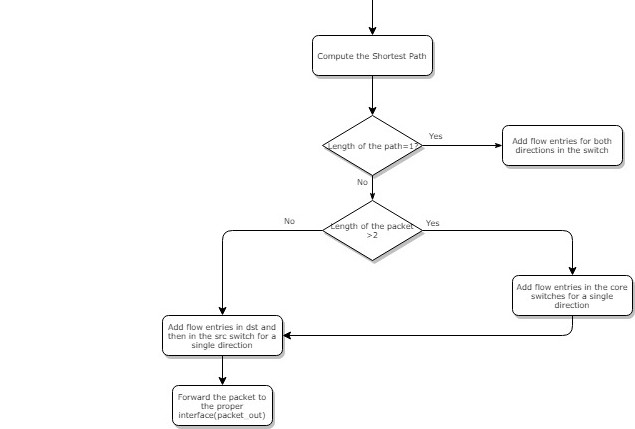 Compute the Shortest Path
Length of the path=1?
Yes
Add flow entries for both
directions in the switch
No
Length of the packet
>2
No
Yes
Add flow entries in the core
switches for a single
direction
Add flow entries in dst and
then in the src switch for a
single direction
Forward the packet to
the proper
interface(packet_out)